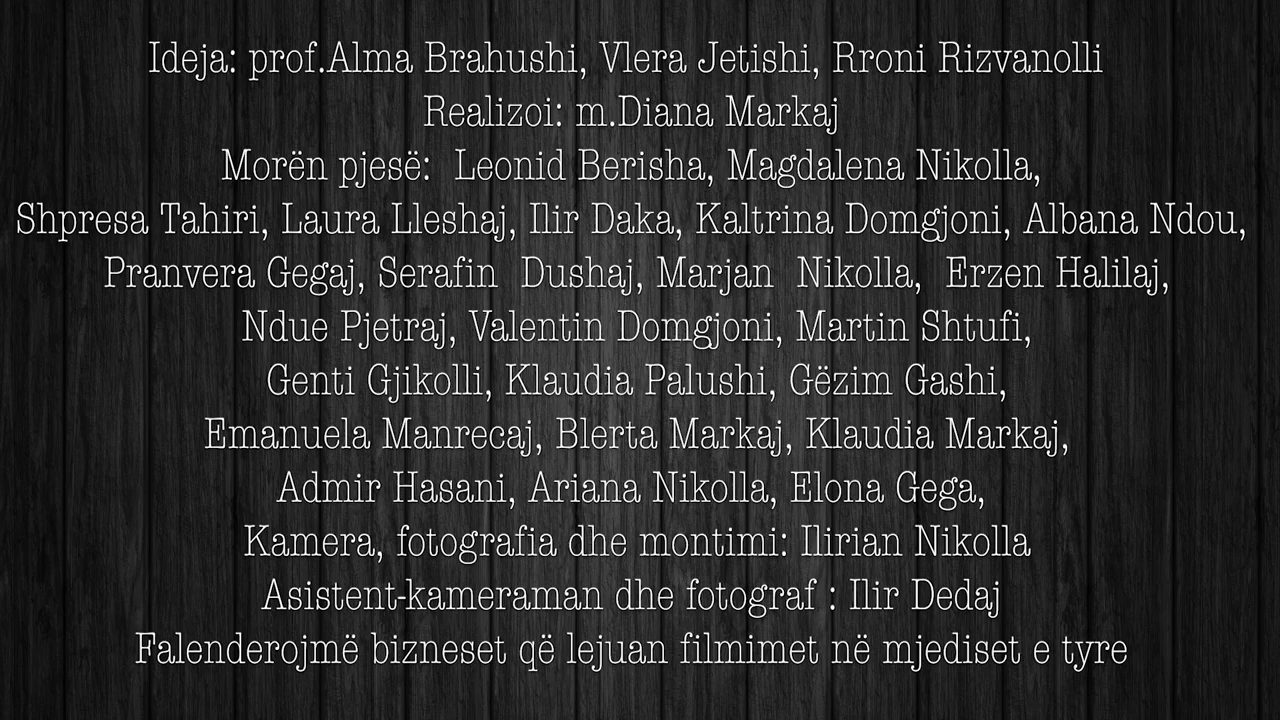 Ideja: prof.Alma Brahushi, Vlera Jetishi, Rroni Rizvanolli
Realizoi: m.Diana Markaj
Morën pjesë:  Leonid Berisha, Magdalena Nikolla,
Shpresa Tahiri, Laura Lleshaj, Ilir Daka, Kaltrina Domgjoni, Albana Ndou,
Pranvera Gegaj, Serafin  Dushaj, Marjan  Nikolla,  Erzen Halilaj,
Ndue Pjetraj, Valentin Domgjoni, Martin Shtufi,
Genti Gjikolli, Klaudia Palushi, Gëzim Gashi,
Emanuela Manrecaj, Blerta Markaj, Klaudia Markaj,
Admir Hasani, Ariana Nikolla, Elona Gega,
Kamera, fotografia dhe montimi: Ilirian Nikolla
Asistent-kameraman dhe fotograf : Ilir Dedaj
Falenderojmë bizneset që lejuan filmimet në mjediset e tyre